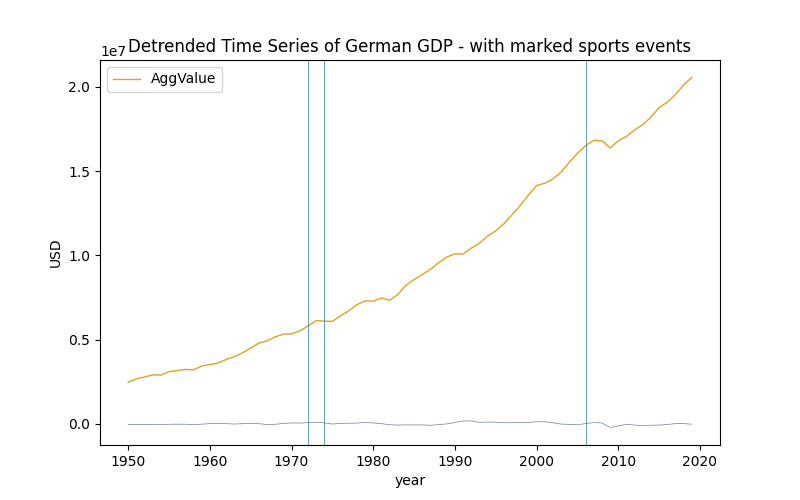 Detrended Time Series of German GDP - with marked sports events
1e7
AggValue
2.0
1.5
1.0
0.5
0.0
USD
1950 1960 1970 1980 1990 2000 2010 2020
year